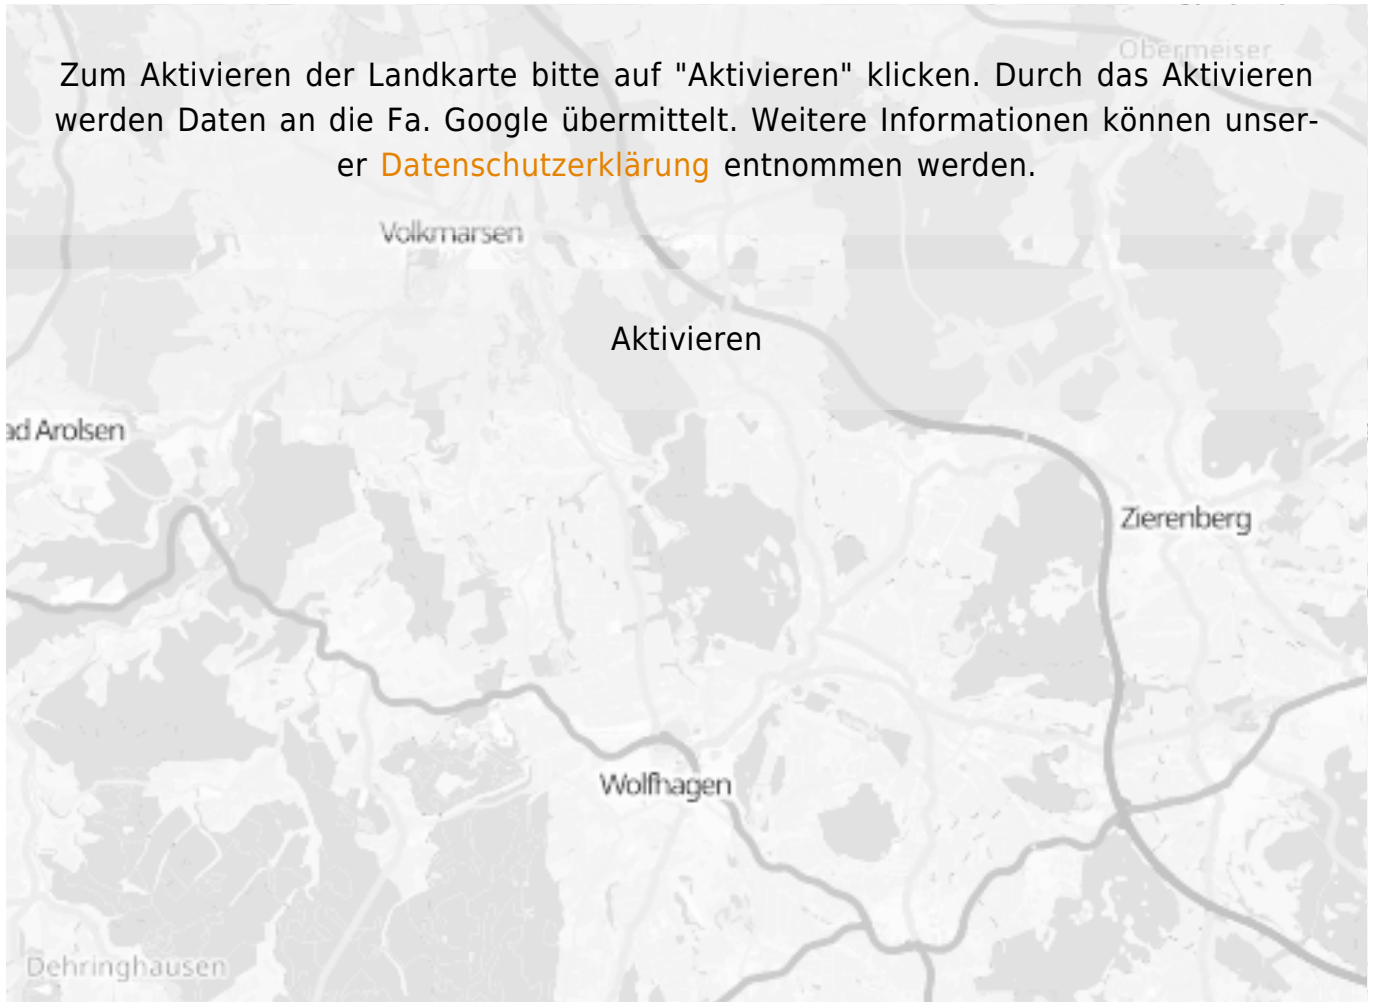 Obermeiser
Zum Aktivieren der Landkarte bitte auf "Aktivieren" klicken. Durch das Aktivieren
werden Daten an die Fa. Google übermittelt. Weitere Informationen können unser-
er Datenschutzerklärung entnommen werden.
Volkmarsen
Aktivieren
ad Arolsen
Zierenberg
Wolfhagen
Dehringhausen